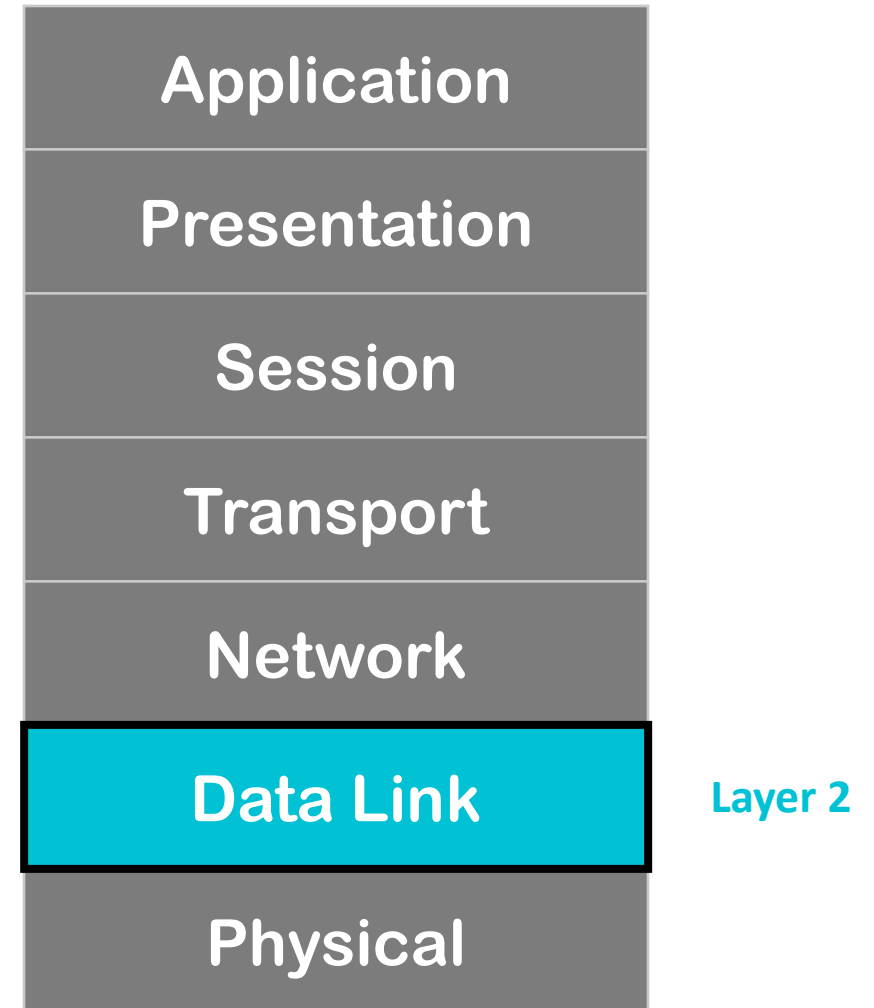 Application
Presentation
Session
Transport
Network
Data Link
Layer 2
Physical